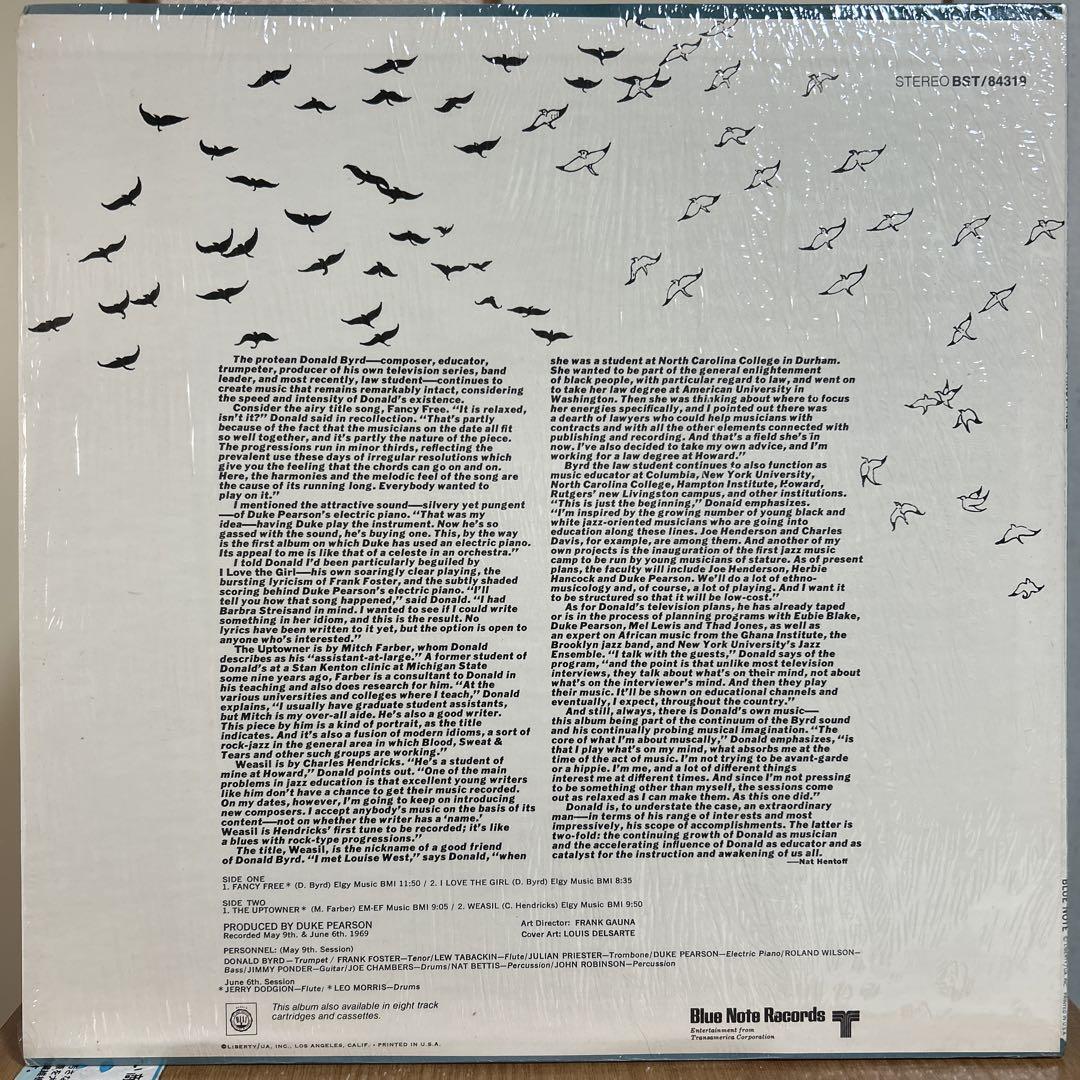 STEREO BST/84319
The protean Donald Byrd—composer, educator,
trumpeter, producer of his own television series, band
leader, and most recently, law student—continues to
create music that remains remarkably intact, considering
the speed and intensity of Donald's existence.
Consider the airy title song, Fancy Free. "It is relaxed,
isn't it?" Donald said in recollection. "That's partly
because of the fact that the musicians on the date all fit
so well together, and it's partly the nature of the piece.
The progressions run in minor thirds, reflecting the
prevalent use these days of irregular resolutions which
give you the feeling that the chords can go on and on.
Here, the harmonies and the melodic feel of the song are
the cause of its running long. Everybody wanted to
play on it."
I mentioned the attractive sound—silvery yet pungent
—of Duke Pearson's electric piano. "That was my
idea—having Duke play the instrument. Now he's so
gassed with the sound, he's buying one. This, by the way
is the first album on which Duke has used an electric piano.
Its appeal to me is like that of a celeste in an orchestra."
I told Donald I'd been particularly beguiled by
I Love the Girl—his own soaringly clear playing, the
bursting lyricism of Frank Foster, and the subtly shaded
scoring behind Duke Pearson's electric piano. "I'll
tell you how that song happened," said Donald. "I had
Barbra Streisand in mind. I wanted to see if I could write
something in her idiom, and this is the result. No
lyrics have been written to it yet, but the option is open to
anyone who's interested."
The Uptowner is by Mitch Farber, whom Donald
describes as his "assistant-at-large." A former student of
Donald's at a Stan Kenton clinic at Michigan State
some nine years ago, Farber is a consultant to Donald in
his teaching and also does research for him. "At the
various universities and colleges where I teach," Donald
explains, "I usually have graduate student assistants,
but Mitch is my over-all aide. He's also a good writer.
This piece by him is a kind of portrait, as the title
indicates. And it's also a fusion of modern idioms, a sort of
rock-jazz in the general area in which Blood, Sweat &
Tears and other such groups are working."
Weasil is by Charles Hendricks. "He's a student of
mine at Howard," Donald points out. "One of the main
problems in jazz education is that excellent young writers
like him don't have a chance to get their music recorded.
On my dates, however, I'm going to keep on introducing
new composers. I accept anybody's music on the basis of its
content—not on whether the writer has a 'name.'
Weasil is Hendricks' first tune to be recorded; it's like
a blues with rock-type progressions."
The title, Weasil, is the nickname of a good friend
of Donald Byrd. "I met Louise West," says Donald, "when
she was a student at North Carolina College in Durham.
She wanted to be part of the general enlightenment
of black people, with particular regard to law, and went on
to take her law degree at American University in
Washington. Then she was thinking about where to focus
her energies specifically, and I pointed out there was
a dearth of lawyers who could help musicians with
contracts and with all the other elements connected with
publishing and recording. And that's a field she's in
now. I've also decided to take my own advice, and I'm
working for a law degree at Howard."
Byrd the law student continues to also function as
music educator at Columbia, New York University,
North Carolina College, Hampton Institute, Howard,
Rutgers' new Livingston campus, and other institutions.
"This is just the beginning," Donald emphasizes.
"I'm inspired by the growing number of young black and
white jazz-oriented musicians who are going into
education along these lines. Joe Henderson and Charles
Davis, for example, are among them. And another of my
own projects is the inauguration of the first jazz music
camp to be run by young musicians of stature. As of present
plans, the faculty will include Joe Henderson, Herbie
Hancock and Duke Pearson. We'll do a lot of ethno-
musicology and, of course, a lot of playing. And I want it
to be structured so that it will be low-cost."
As for Donald's television plans, he has already taped
or is in the process of planning programs with Eubie Blake,
Duke Pearson, Mel Lewis and Thad Jones, as well as
an expert on African music from the Ghana Institute, the
Brooklyn jazz band, and New York University's Jazz
Ensemble. "I talk with the guests," Donald says of the
program, "and the point is that unlike most television
interviews, they talk about what's on their mind, not about
what's on the interviewer's mind. And then they play
their music. It'll be shown on educational channels and
eventually, I expect, throughout the country."
And still, always, there is Donald's own music—
this album being part of the continuum of the Byrd sound
and his continually probing musical imagination. "The
core of what I'm about muscally," Donald emphasizes, "is
that I play what's on my mind, what absorbs me at the
time of the act of music. I'm not trying to be avant-garde
or a hippie. I'm me, and a lot of different things
interest me at different times. And since I'm not pressing
to be something other than myself, the sessions come
out as relaxed as I can make them. As this one did."
Donald is, to understate the case, an extraordinary
man—in terms of his range of interests and most
impressively, his scope of accomplishments. The latter is
two-fold: the continuing growth of Donald as musician
and the accelerating influence of Donald as educator and as
catalyst for the instruction and awakening of us all.
—Nat Hentoff
SIDE ONE
1. FANCY FREE* (D. Byrd) Elgy Music BMI 11:50 / 2. I LOVE THE GIRL (D. Byrd) Elgy Music BMI 8:35
SIDE TWO
1. THE UPTOWNER* (M. Farber) EM-EF Music BMI 9:05 / 2. WEASIL (C. Hendricks) Elgy Music BMI 9:50
PRODUCED BY DUKE PEARSON
Recorded May 9th. & June 6th. 1969
Art Director: FRANK GAUNA
Cover Art: LOUIS DELSARTE
PERSONNEL: (May 9th. Session)
DONALD BYRD—Trumpet / FRANK FOSTER—Tenor/LEW TABACKIN—Flute/JULIAN PRIESTER—Trombone/DUKE PEARSON—Electric Piano/ROLAND WILSON—
Bass/JIMMY PONDER—Guitar/JOE CHAMBERS—Drums/NAT BETTIS—Percussion/JOHN ROBINSON—Percussion
June 6th. Session
*JERRY DODGION—Flute/ *LEO MORRIS—Drums
This album also available in eight track
cartridges and cassettes.
Blue Note Records
Entertainment from
Transamerica Corporation
©LIBERTY/UA, INC., LOS ANGELES, CALIF. • PRINTED IN U.S.A.
BLUE NOTE